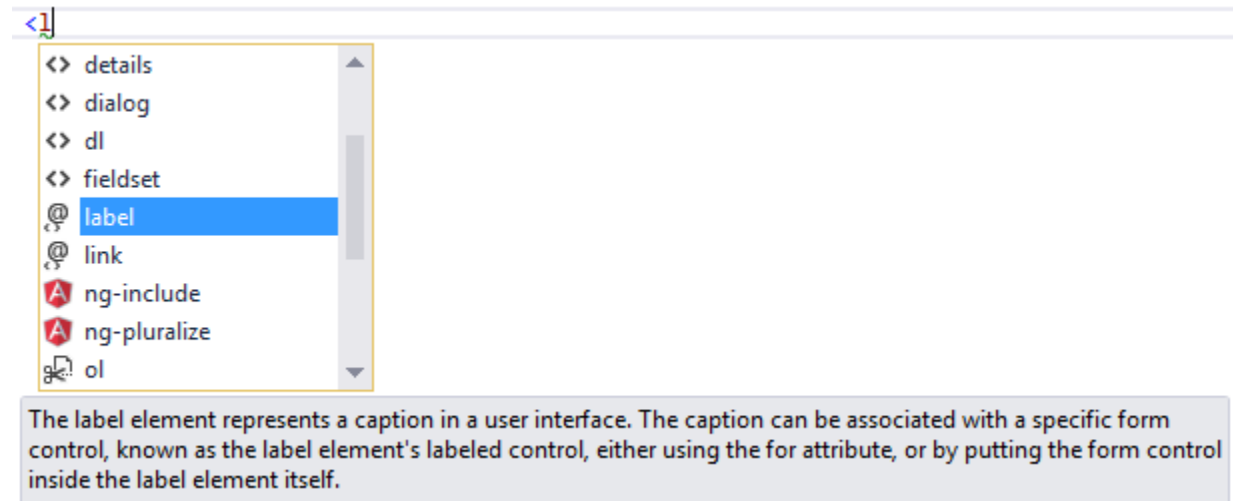 <l
details
dialog
dl
fieldset
label
link
ng-include
ng-pluralize
ol
The label element represents a caption in a user interface. The caption can be associated with a specific form
control, known as the label element's labeled control, either using the for attribute, or by putting the form control
inside the label element itself.